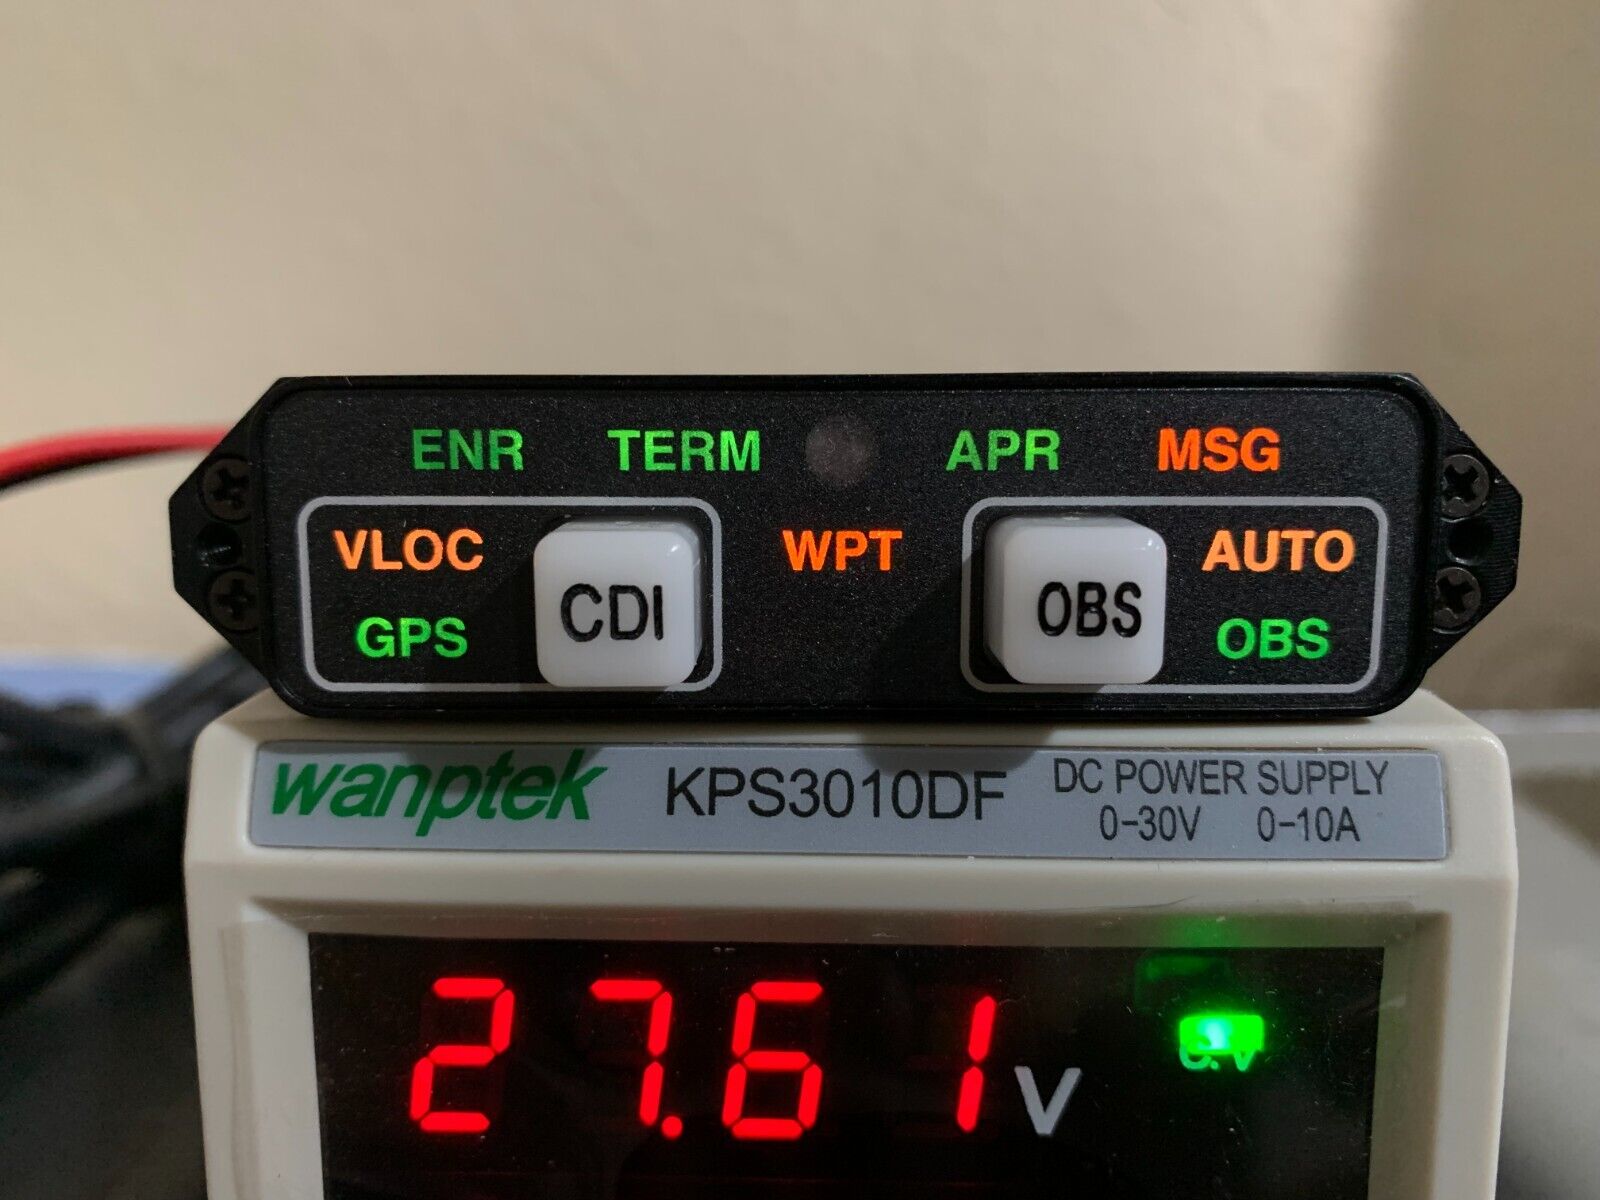 ENR TERM APR MSG
VLOC CDI WPT OBS AUTO
GPS OBS
wanptek KPS3010DF DC POWER SUPPLY
0-30V 0-10A
27.61 V C.V